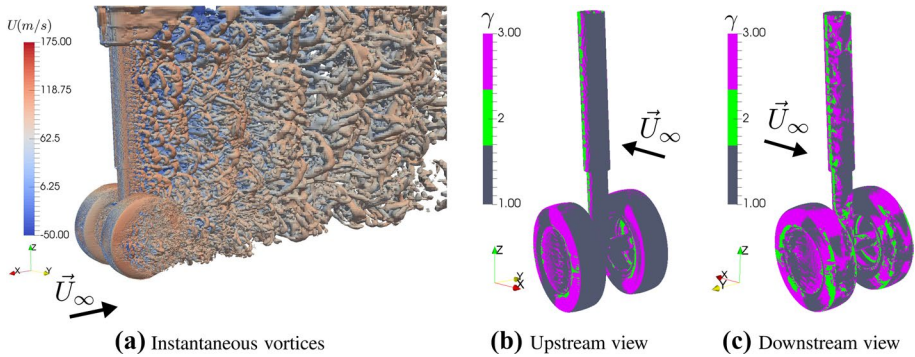 U(m/s)
175.00
118.75
62.5
6.25
-50.00
Z
X
Y
U⃗∞
(a) Instantaneous vortices
γ
3.00
2
1.00
U⃗∞
Z
Y
X
(b) Upstream view
γ
3.00
2
1.00
U⃗∞
Z
X
Y
(c) Downstream view